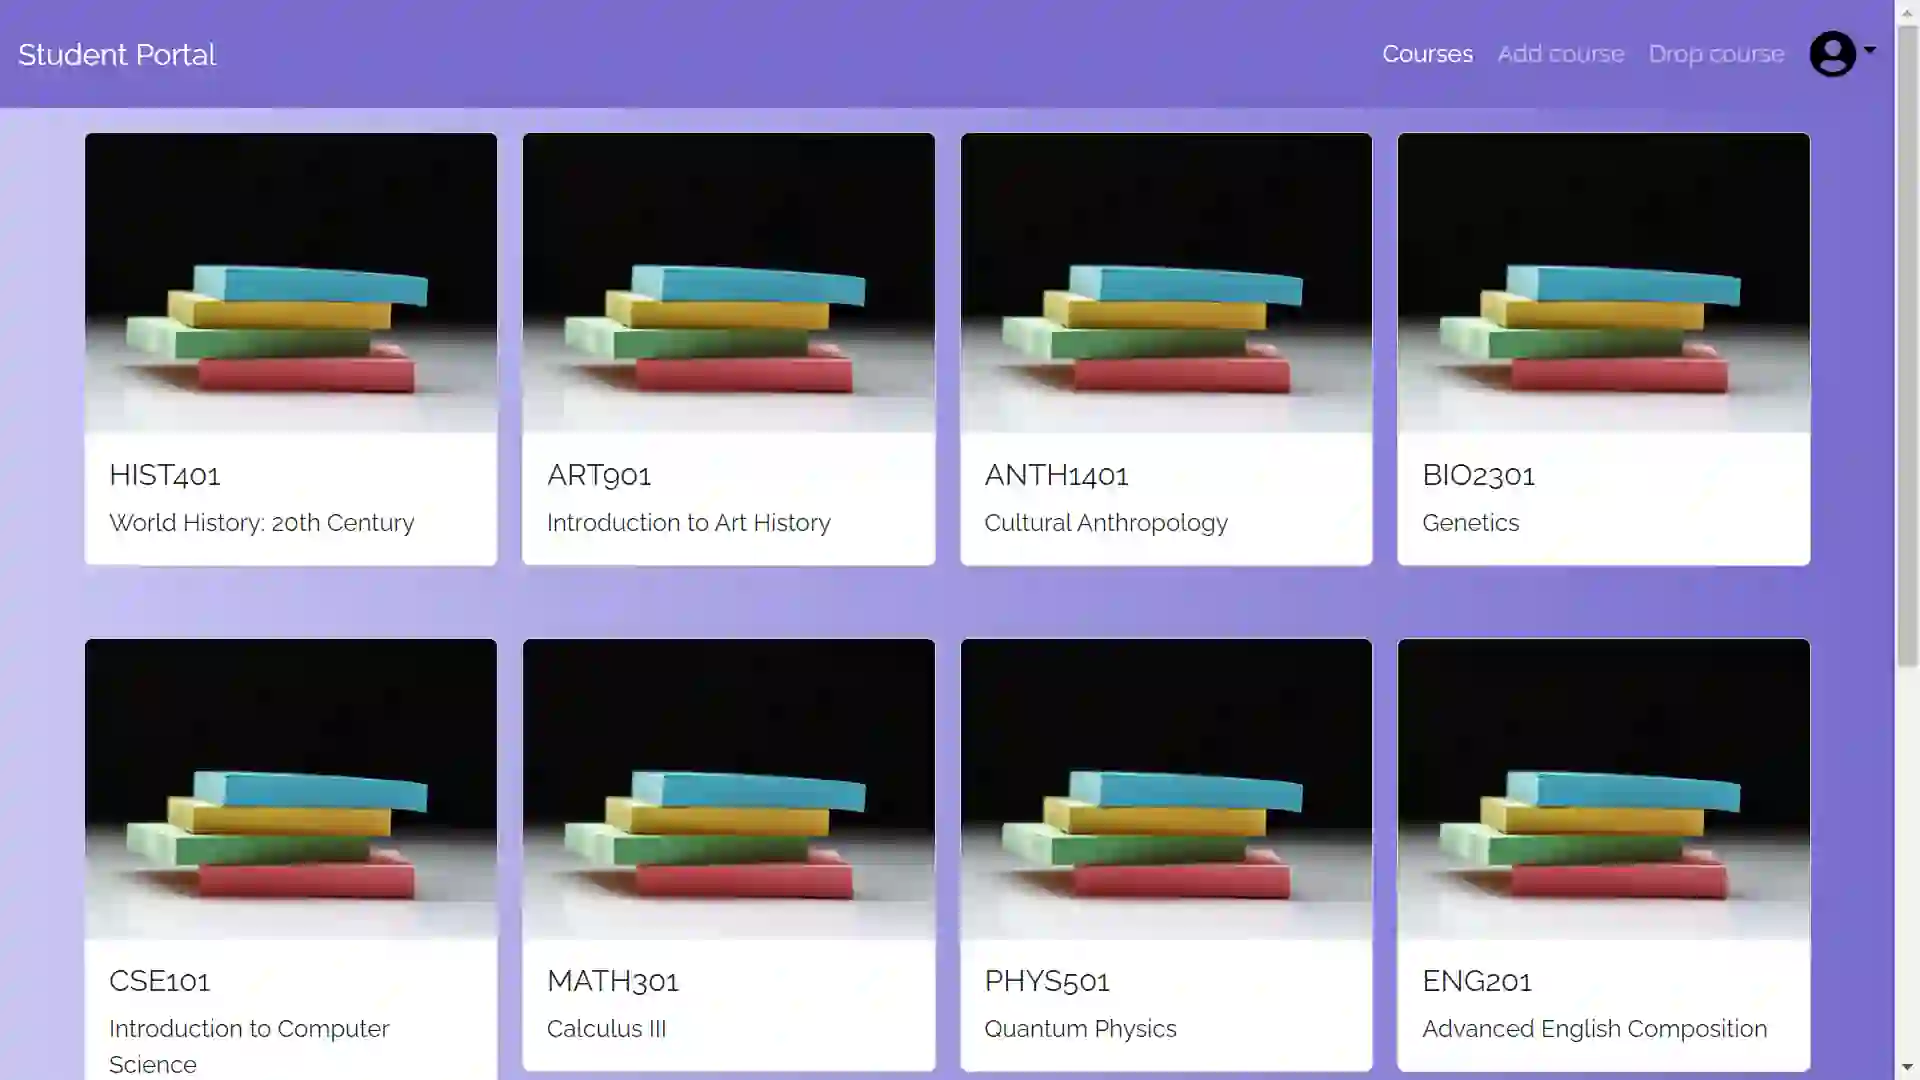 Student Portal
Courses Add course Drop course
HIST401
World History: 20th Century
ART901
Introduction to Art History
ANTH1401
Cultural Anthropology
BIO2301
Genetics
CSE101
Introduction to Computer
Science
MATH301
Calculus III
PHYS501
Quantum Physics
ENG201
Advanced English Composition